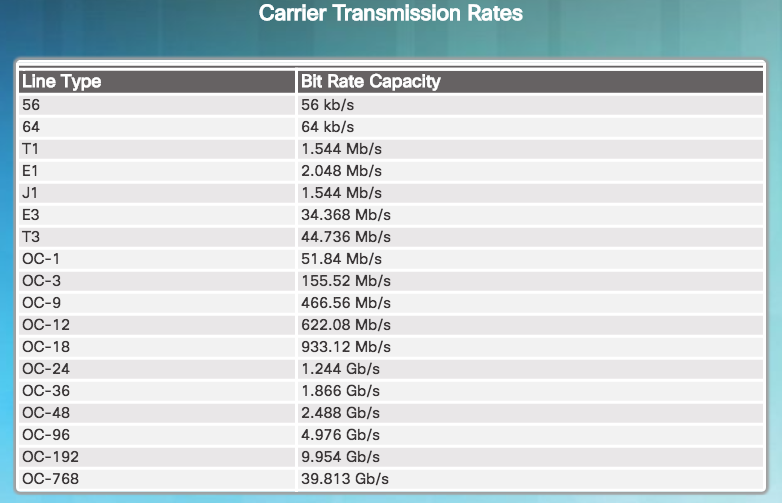 Carrier Transmission Rates
Line Type Bit Rate Capacity
56 56 kb/s
64 64 kb/s
T1 1.544 Mb/s
E1 2.048 Mb/s
J1 1.544 Mb/s
E3 34.368 Mb/s
T3 44.736 Mb/s
OC-1 51.84 Mb/s
OC-3 155.52 Mb/s
OC-9 466.56 Mb/s
OC-12 622.08 Mb/s
OC-18 933.12 Mb/s
OC-24 1.244 Gb/s
OC-36 1.866 Gb/s
OC-48 2.488 Gb/s
OC-96 4.976 Gb/s
OC-192 9.954 Gb/s
OC-768 39.813 Gb/s